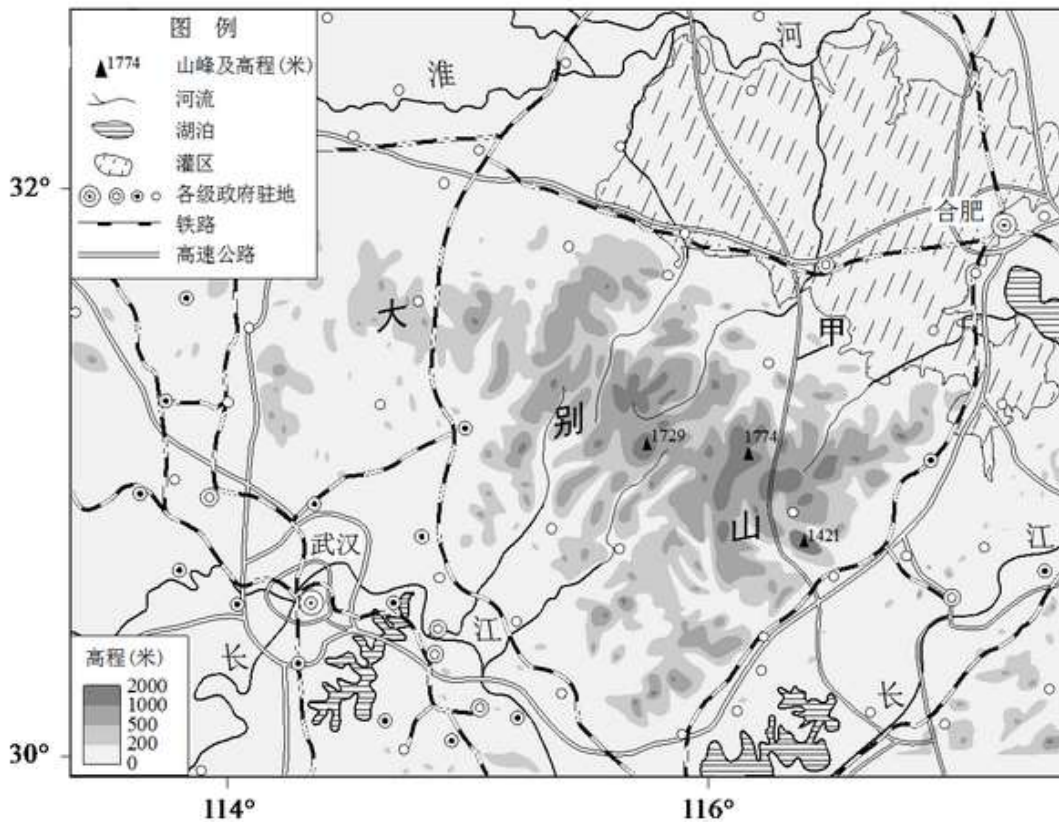 图 例
1774
山峰及高程(米)
河流
湖泊
灌区
各级政府驻地
铁路
高速公路
淮
河
32°
合肥
大
甲
别
1729
1774
山
1421
武汉
江
江
长
长
高程(米)
2000
1000
500
200
0
30°
114°
116°